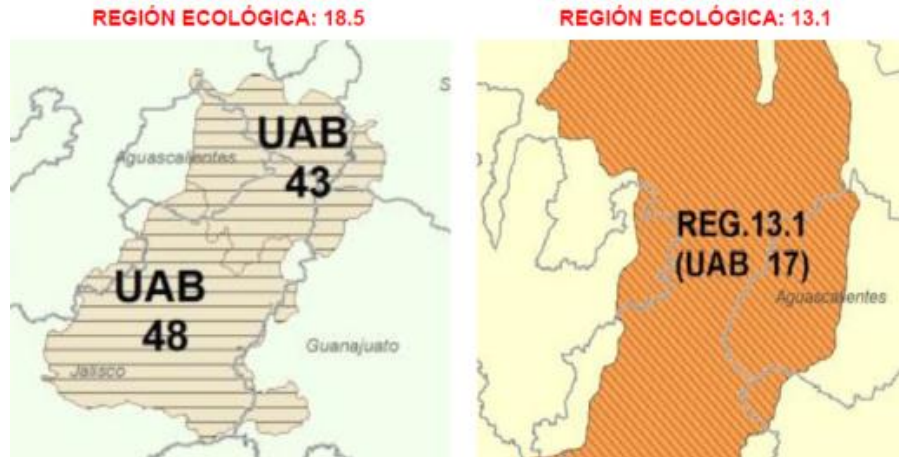 REGIÓN ECOLÓGICA: 18.5
S
UAB
43
Aguascalientes
UAB
48
Guanajuato
Jalisco
REGIÓN ECOLÓGICA: 13.1
REG.13.1
(UAB 17)
Aguascalientes